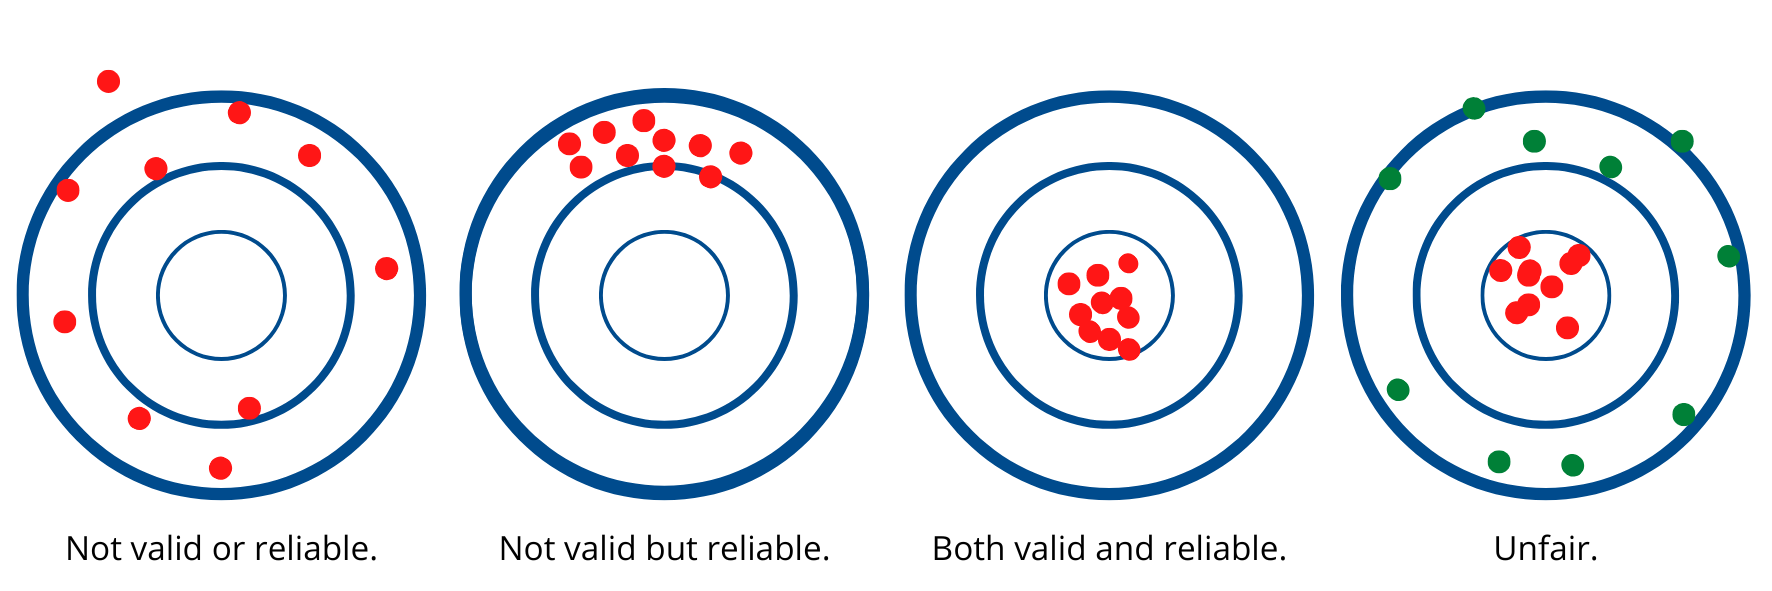 Not valid or reliable.
Not valid but reliable.
Both valid and reliable.
Unfair.